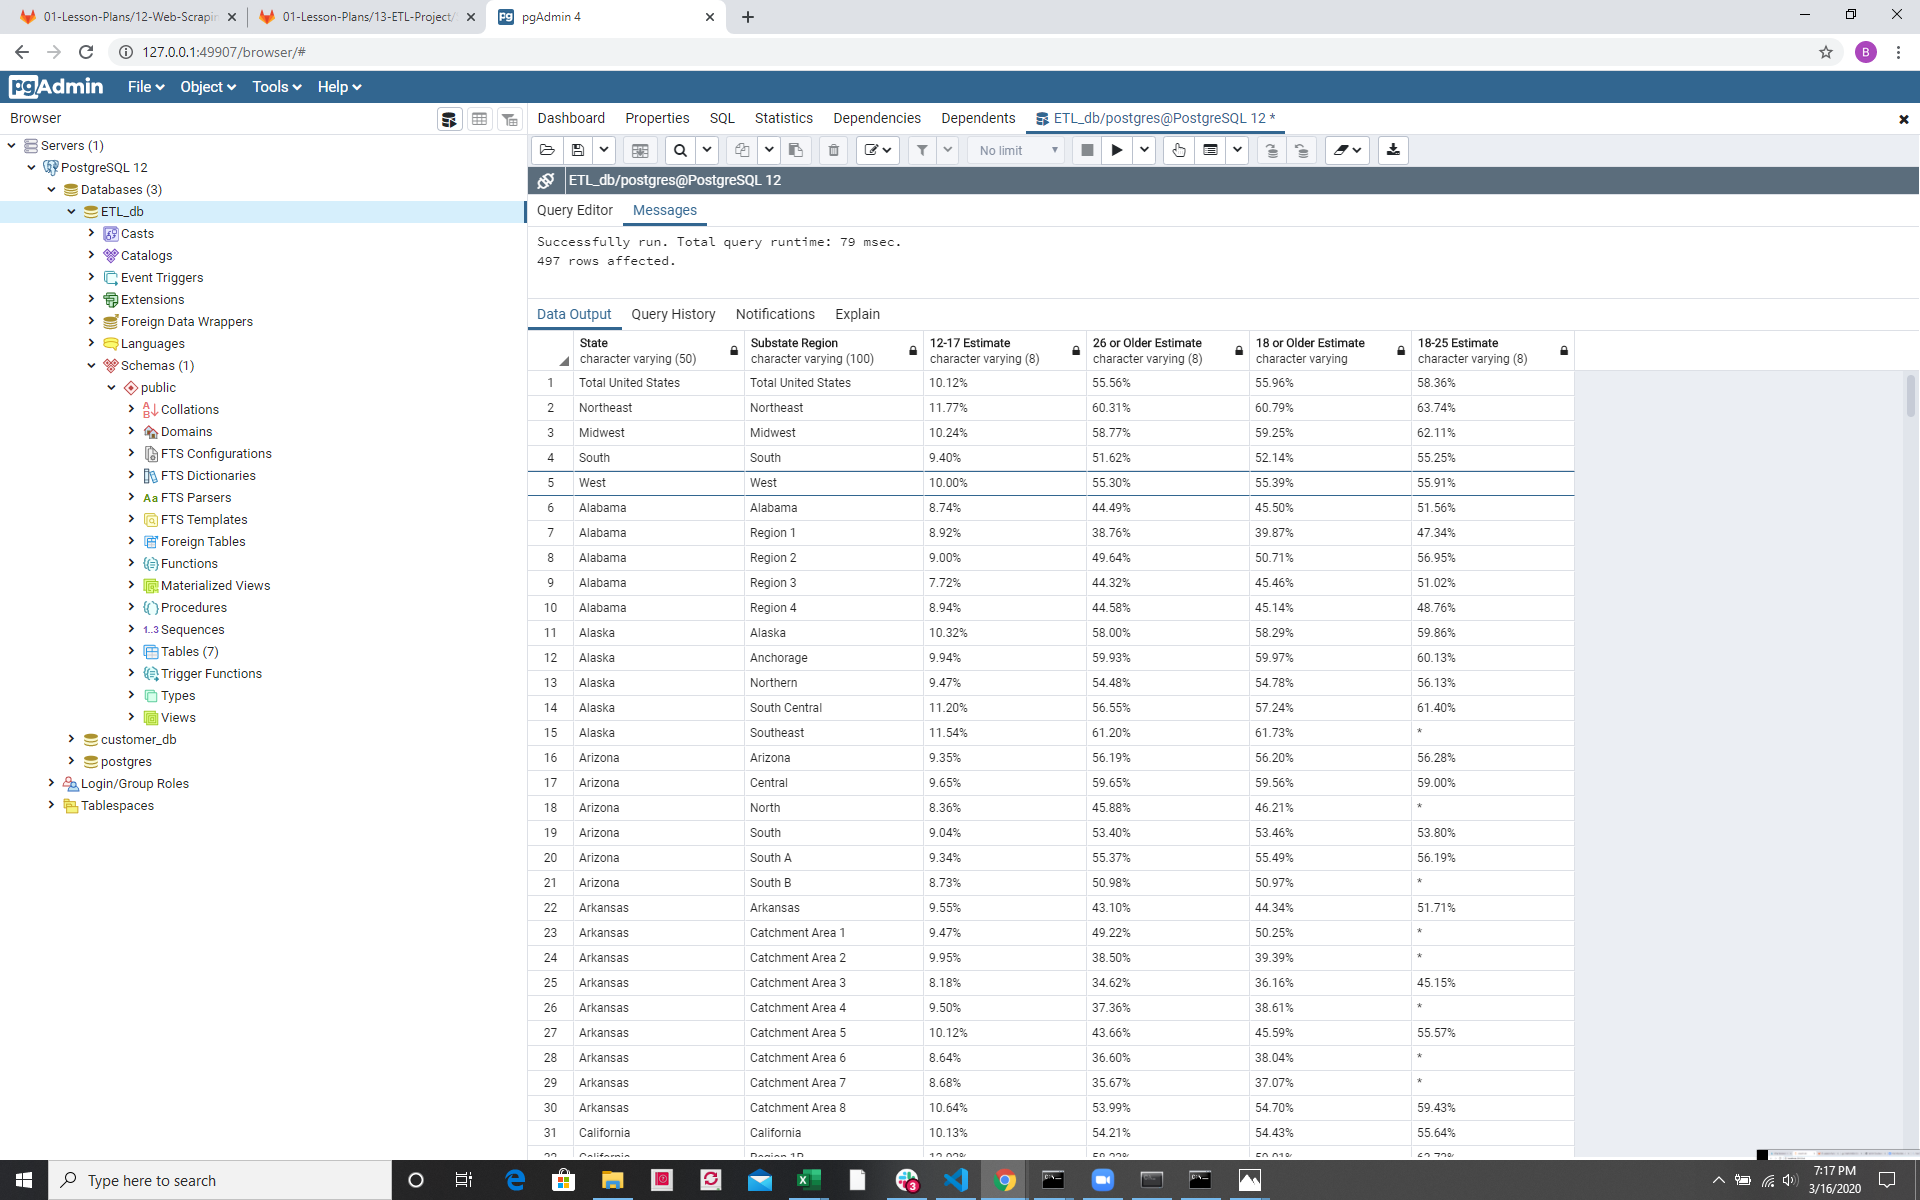 01-Lesson-Plans/12-Web-Scrapin
01-Lesson-Plans/13-ETL-Project/
pgAdmin 4
127.0.0.1:49907/browser/#
B
pgAdmin File Object Tools Help
Browser
Dashboard Properties SQL Statistics Dependencies Dependents ETL_db/postgres@PostgreSQL 12 *
No limit
ETL_db/postgres@PostgreSQL 12
Query Editor Messages
Successfully run. Total query runtime: 79 msec.
497 rows affected.
Servers (1)
PostgreSQL 12
Databases (3)
ETL_db
Casts
Catalogs
Event Triggers
Extensions
Foreign Data Wrappers
Languages
Schemas (1)
public
Collations
Domains
FTS Configurations
FTS Dictionaries
Aa FTS Parsers
FTS Templates
Foreign Tables
Functions
Materialized Views
Procedures
1..3 Sequences
Tables (7)
Trigger Functions
Types
Views
customer_db
postgres
Login/Group Roles
Tablespaces
Data Output Query History Notifications Explain
State Substate Region 12-17 Estimate 26 or Older Estimate 18 or Older Estimate 18-25 Estimate
character varying (50) character varying (100) character varying (8) character varying (8) character varying character varying (8)
1 Total United States Total United States 10.12% 55.56% 55.96% 58.36%
2 Northeast Northeast 11.77% 60.31% 60.79% 63.74%
3 Midwest Midwest 10.24% 58.77% 59.25% 62.11%
4 South South 9.40% 51.62% 52.14% 55.25%
5 West West 10.00% 55.30% 55.39% 55.91%
6 Alabama Alabama 8.74% 44.49% 45.50% 51.56%
7 Alabama Region 1 8.92% 38.76% 39.87% 47.34%
8 Alabama Region 2 9.00% 49.64% 50.71% 56.95%
9 Alabama Region 3 7.72% 44.32% 45.46% 51.02%
10 Alabama Region 4 8.94% 44.58% 45.14% 48.76%
11 Alaska Alaska 10.32% 58.00% 58.29% 59.86%
12 Alaska Anchorage 9.94% 59.93% 59.97% 60.13%
13 Alaska Northern 9.47% 54.48% 54.78% 56.13%
14 Alaska South Central 11.20% 56.55% 57.24% 61.40%
15 Alaska Southeast 11.54% 61.20% 61.73% *
16 Arizona Arizona 9.35% 56.19% 56.20% 56.28%
17 Arizona Central 9.65% 59.65% 59.56% 59.00%
18 Arizona North 8.36% 45.88% 46.21% *
19 Arizona South 9.04% 53.40% 53.46% 53.80%
20 Arizona South A 9.34% 55.37% 55.49% 56.19%
21 Arizona South B 8.73% 50.98% 50.97% *
22 Arkansas Arkansas 9.55% 43.10% 44.34% 51.71%
23 Arkansas Catchment Area 1 9.47% 49.22% 50.25% *
24 Arkansas Catchment Area 2 9.95% 38.50% 39.39% *
25 Arkansas Catchment Area 3 8.18% 34.62% 36.16% 45.15%
26 Arkansas Catchment Area 4 9.50% 37.36% 38.61% *
27 Arkansas Catchment Area 5 10.12% 43.66% 45.59% 55.57%
28 Arkansas Catchment Area 6 8.64% 36.60% 38.04% *
29 Arkansas Catchment Area 7 8.68% 35.67% 37.07% *
30 Arkansas Catchment Area 8 10.64% 53.99% 54.70% 59.43%
31 California California 10.13% 54.21% 54.43% 55.64%
Type here to search
3
7:17 PM
3/16/2020